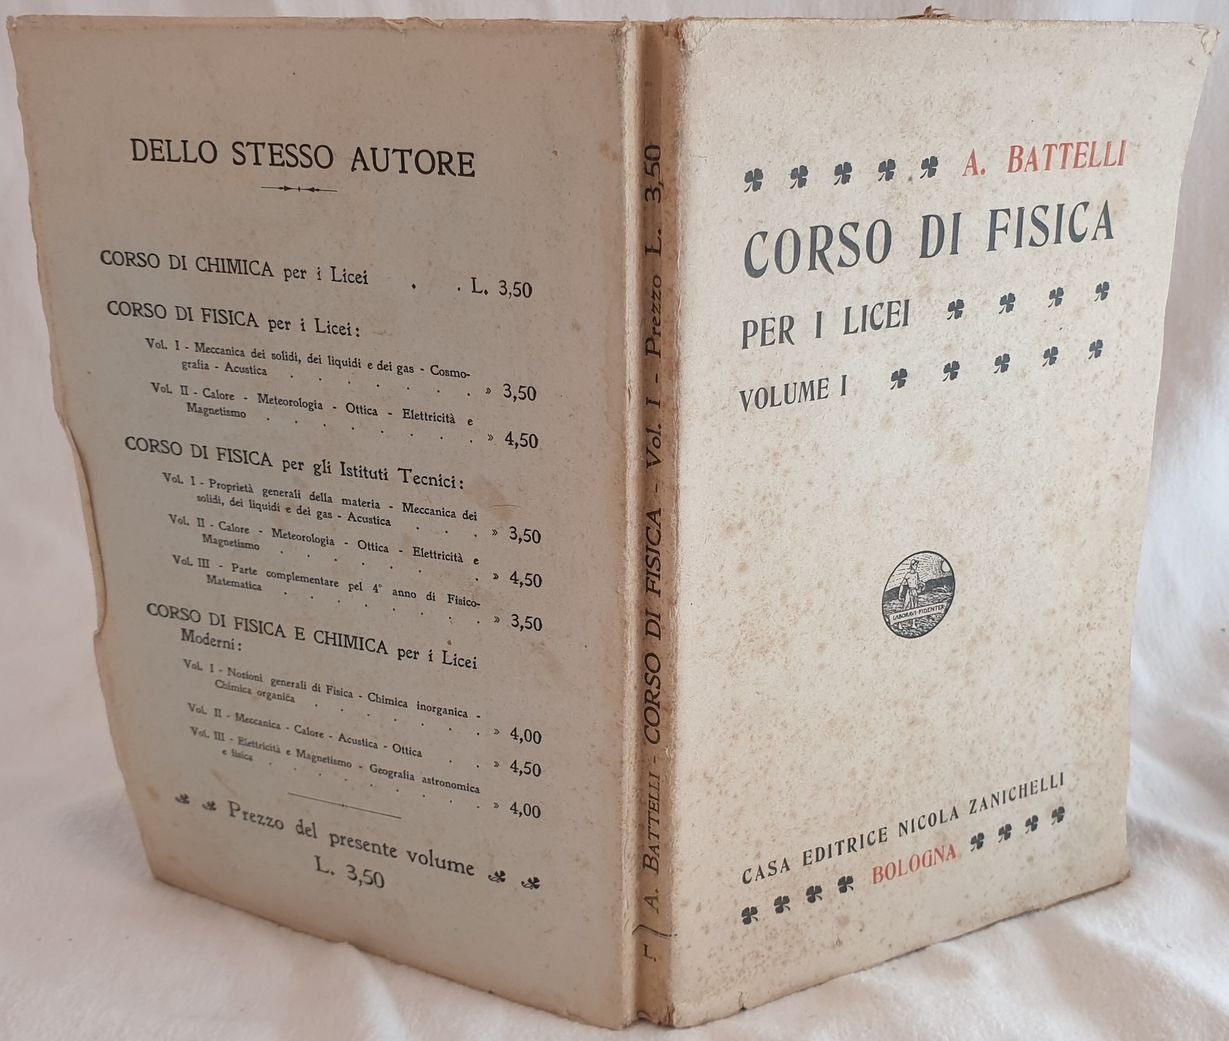 DELLO STESSO AUTORE
CORSO DI CHIMICA per i Licei . . L. 3,50
CORSO DI FISICA per i Licei:
Vol. I - Meccanica dei solidi, dei liquidi e dei gas - Cosmo-
grafia - Acustica . . . . . . . » 3,50
Vol. II - Calore - Meteorologia - Ottica - Elettricità e
Magnetismo . . . . . . . . » 4,50
CORSO DI FISICA per gli Istituti Tecnici:
Vol. I - Proprietà generali della materia - Meccanica dei
solidi, dei liquidi e dei gas - Acustica . . . » 3,50
Vol. II - Calore - Meteorologia - Ottica - Elettricità e
Magnetismo . . . . . . . . » 4,50
Vol. III - Parte complementare pel 4° anno di Fisico-
Matematica . . . . . . . . » 3,50
CORSO DI FISICA E CHIMICA per i Licei
Moderni:
Vol. I - Nozioni generali di Fisica - Chimica inorganica -
Chimica organica . . . . . . . » 4,00
Vol. II - Meccanica - Calore - Acustica - Ottica . . » 4,50
Vol. III - Elettricità e Magnetismo - Geografia astronomica
e fisica . . . . . . . . » 4,00
Prezzo del presente volume
L. 3,50
I A. BATTELLI - CORSO DI FISICA - Vol. I - Prezzo L. 3,50
A. BATTELLI
CORSO DI FISICA
PER I LICEI
VOLUME I
LABORAVI FIDENTER
CASA EDITRICE NICOLA ZANICHELLI
BOLOGNA